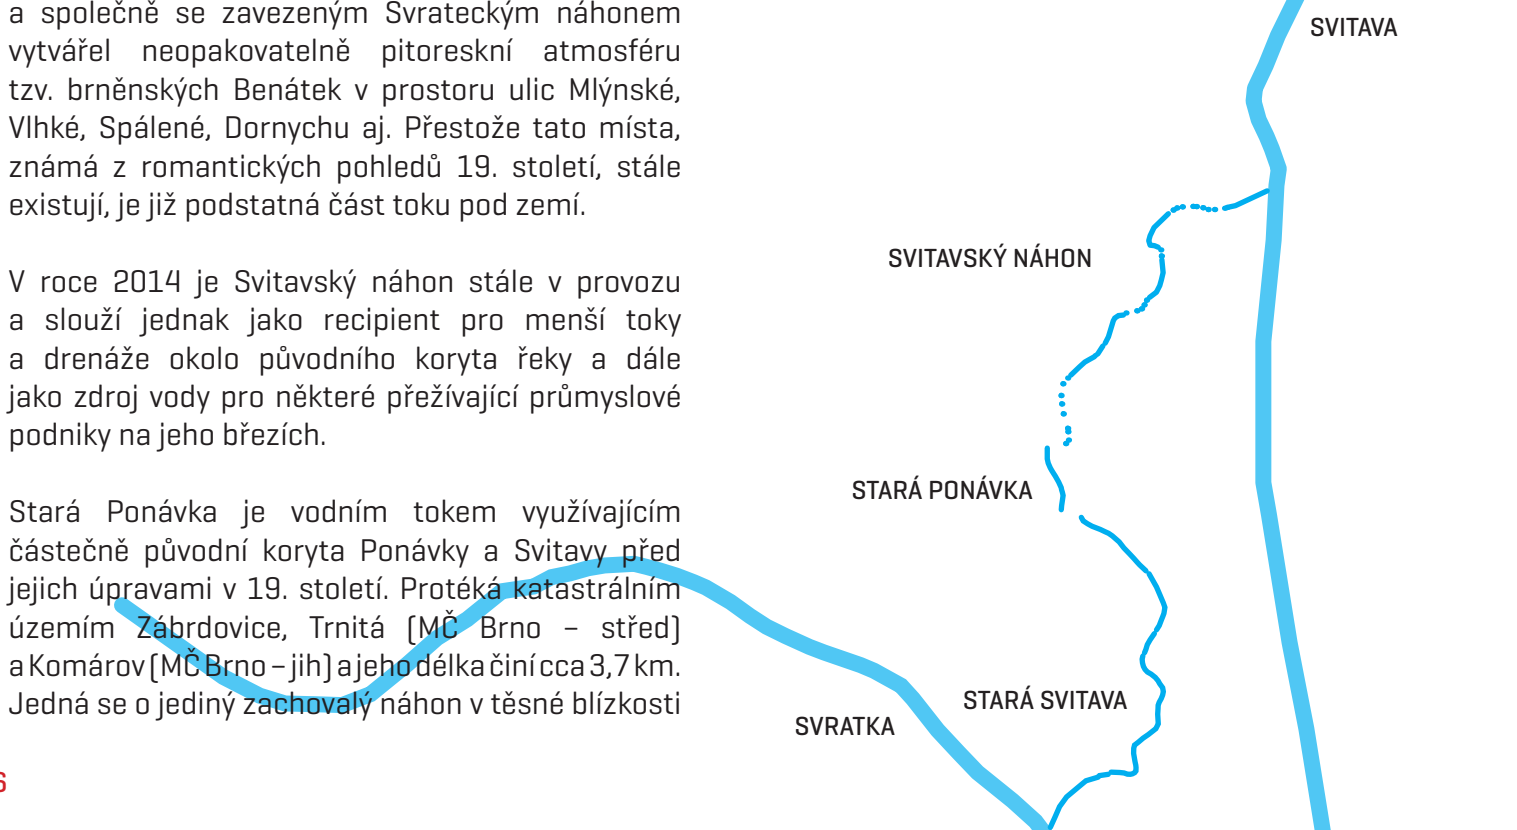 a společně se zavezeným Svrateckým náhonem
vytvářel neopakovatelně pitoreskní atmosféru
tzv. brněnských Benátek v prostoru ulic Mlýnské,
Vlhké, Spálené, Dornychu aj. Přestože tato místa,
známá z romantických pohledů 19. století, stále
existují, je již podstatná část toku pod zemí.
V roce 2014 je Svitavský náhon stále v provozu
a slouží jednak jako recipient pro menší toky
a drenáže okolo původního koryta řeky a dále
jako zdroj vody pro některé přežívající průmyslové
podniky na jeho březích.
Stará Ponávka je vodním tokem využívajícím
částečně původní koryta Ponávky a Svitavy před
jejich úpravami v 19. století. Protéká katastrálním
územím Zábrdovice, Trnitá (MČ Brno – střed)
a Komárov (MČ Brno – jih) a jeho délka činí cca 3,7 km.
Jedná se o jediný zachovalý náhon v těsné blízkosti
6
SVITAVA
SVITAVSKÝ NÁHON
STARÁ PONÁVKA
STARÁ SVITAVA
SVRATKA